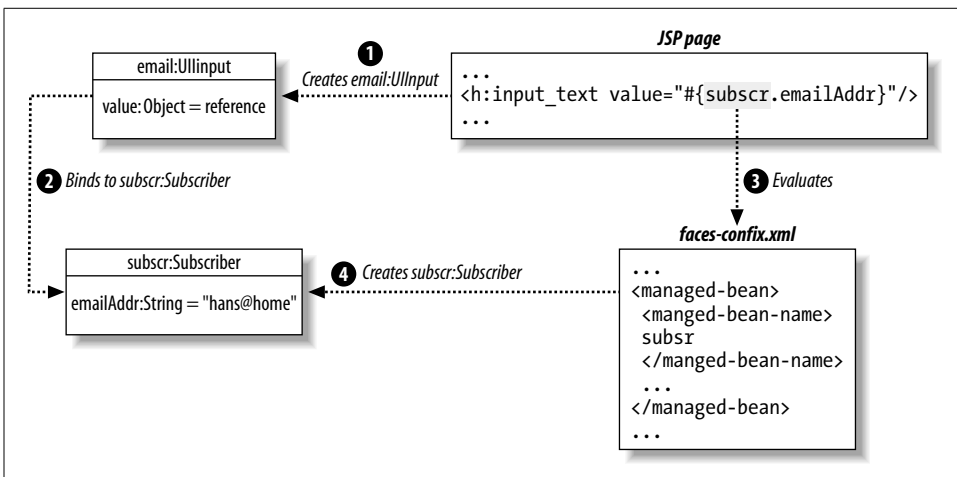 JSP page
1
Creates email:UIInput
email:UIinput
value: Object = reference
...
<h:input_text value="#{subscr.emailAddr}"/>
...
2 Binds to subscr:Subscriber
3 Evaluates
faces-confix.xml
subscr:Subscriber
emailAddr:String = "hans@home"
4 Creates subscr:Subscriber
...
<managed-bean>
<manged-bean-name>
subsr
</manged-bean-name>
...
</managed-bean>
...